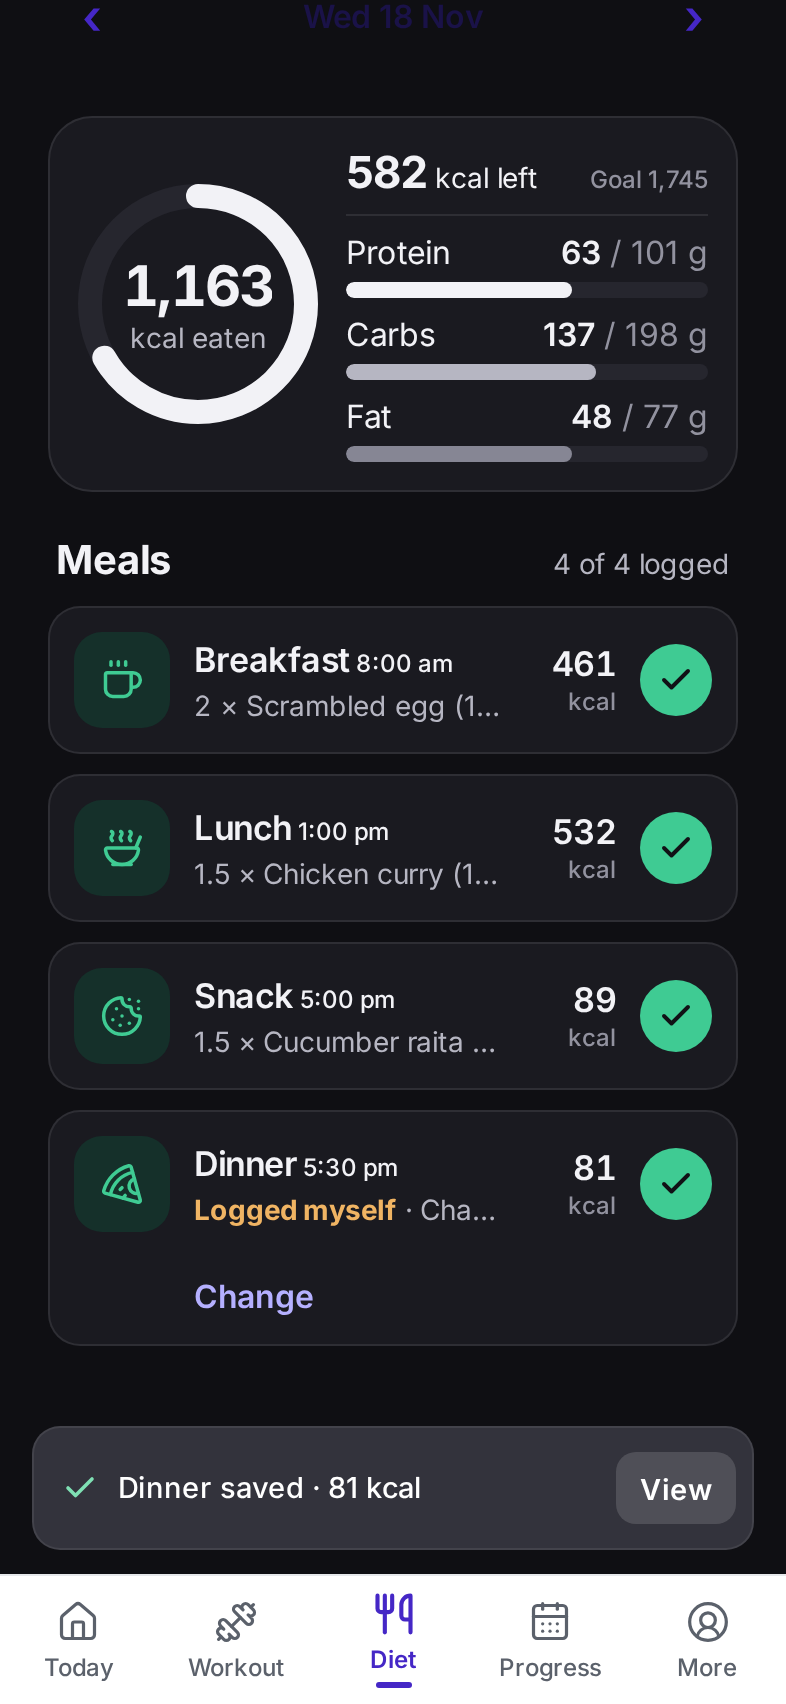 Wed 18 Nov
582 kcal left Goal 1,745
1,163
kcal eaten
Protein 63 / 101 g
Carbs 137 / 198 g
Fat 48 / 77 g
Meals 4 of 4 logged
Breakfast 8:00 am 461
2 × Scrambled egg (1... kcal
Lunch 1:00 pm 532
1.5 × Chicken curry (1... kcal
Snack 5:00 pm 89
1.5 × Cucumber raita ... kcal
Dinner 5:30 pm 81
Logged myself · Cha... kcal
Change
Dinner saved · 81 kcal View
Today Workout Diet Progress More